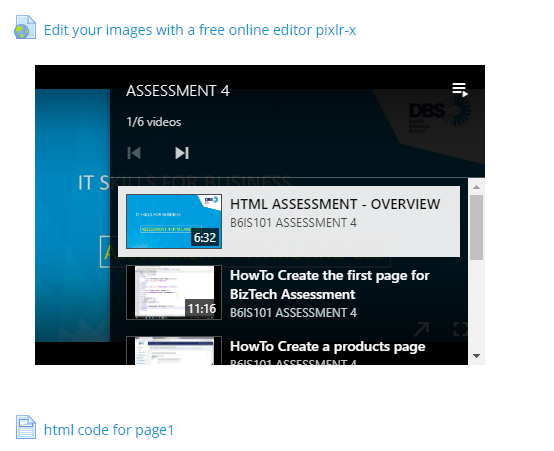 Edit your images with a free online editor pixlr-x
ASSESSMENT 4
DBS
1/6 videos
IT SKILLS FOR BUSINESS
HTML ASSESSMENT - OVERVIEW
B6IS101 ASSESSMENT 4
6:32
HowTo Create the first page for
BizTech Assessment
11:16
B6IS101 ASSESSMENT 4
HowTo Create a products page
B6IS101 ASSESSMENT 4
html code for page1